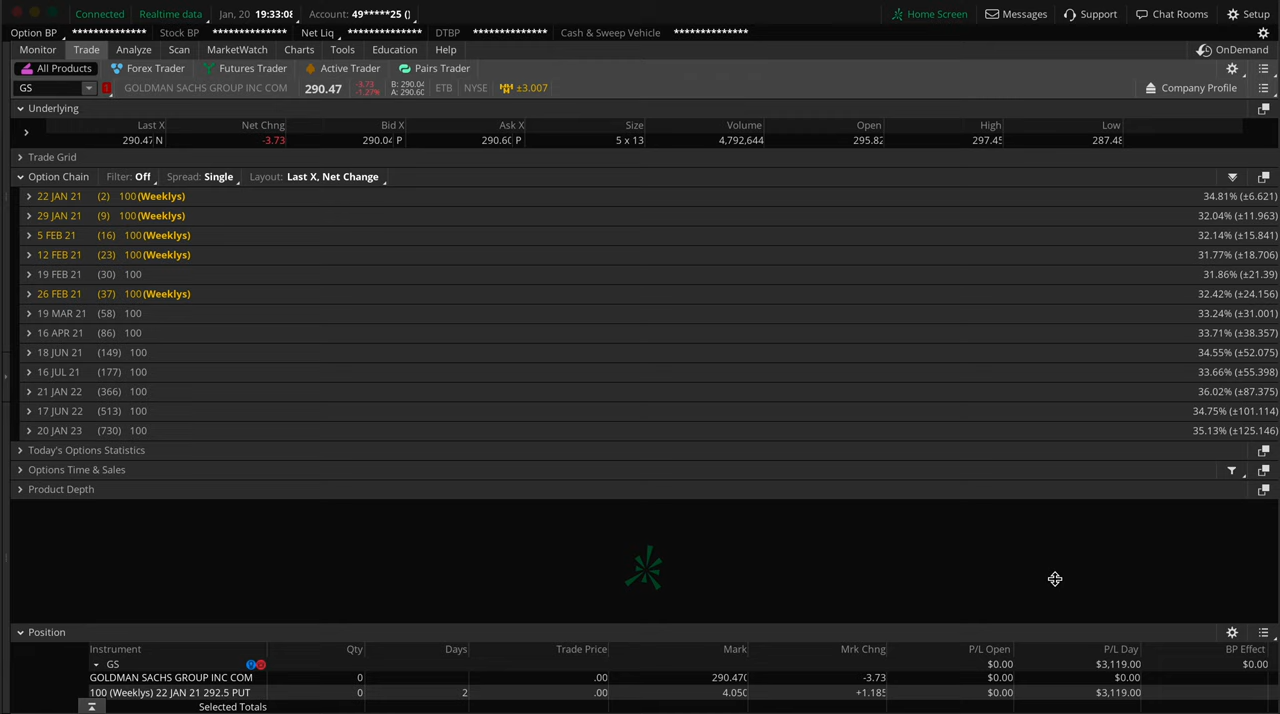 Connected Realtime data Jan, 20 19:33:08 Account: 49*****25 () Home Screen Messages Support Chat Rooms Setup
Option BP ************** Stock BP ************** Net Liq ************** DTBP Cash & Sweep Vehicle **************
Monitor Trade Analyze Scan MarketWatch Charts Tools Education Help OnDemand
All Products Forex Trader Futures Trader Active Trader Pairs Trader
GS GOLDMAN SACHS GROUP INC COM 290.47 -3.73 -1.27% B: 290.04 A: 290.60 ETB NYSE ±3.007 Company Profile
Underlying
Last X Net Chng Bid X Ask X Size Volume Open High Low
290.47 N -3.73 290.04 P 290.60 P 5 x 13 4,792,644 295.82 297.45 287.48
Trade Grid
Option Chain Filter: Off Spread: Single Layout: Last X, Net Change
22 JAN 21 (2) 100 (Weeklys) 34.81% (±6.621)
29 JAN 21 (9) 100 (Weeklys) 32.04% (±11.963)
5 FEB 21 (16) 100 (Weeklys) 32.14% (±15.841)
12 FEB 21 (23) 100 (Weeklys) 31.77% (±18.706)
19 FEB 21 (30) 100 31.86% (±21.39)
26 FEB 21 (37) 100 (Weeklys) 32.42% (±24.156)
19 MAR 21 (58) 100 33.24% (±31.001)
16 APR 21 (86) 100 33.71% (±38.357)
18 JUN 21 (149) 100 34.55% (±52.075)
16 JUL 21 (177) 100 33.66% (±55.398)
21 JAN 22 (366) 100 36.02% (±87.375)
17 JUN 22 (513) 100 34.75% (±101.114)
20 JAN 23 (730) 100 35.13% (±125.146)
Today's Options Statistics
Options Time & Sales
Product Depth
Position
Instrument Qty Days Trade Price Mark Mrk Chng P/L Open P/L Day BP Effect
GS $0.00 $3,119.00 $0.00
GOLDMAN SACHS GROUP INC COM 0 .00 290.470 -3.73 $0.00 $0.00
100 (Weeklys) 22 JAN 21 292.5 PUT 0 2 .00 4.050 +1.185 $0.00 $3,119.00
Selected Totals